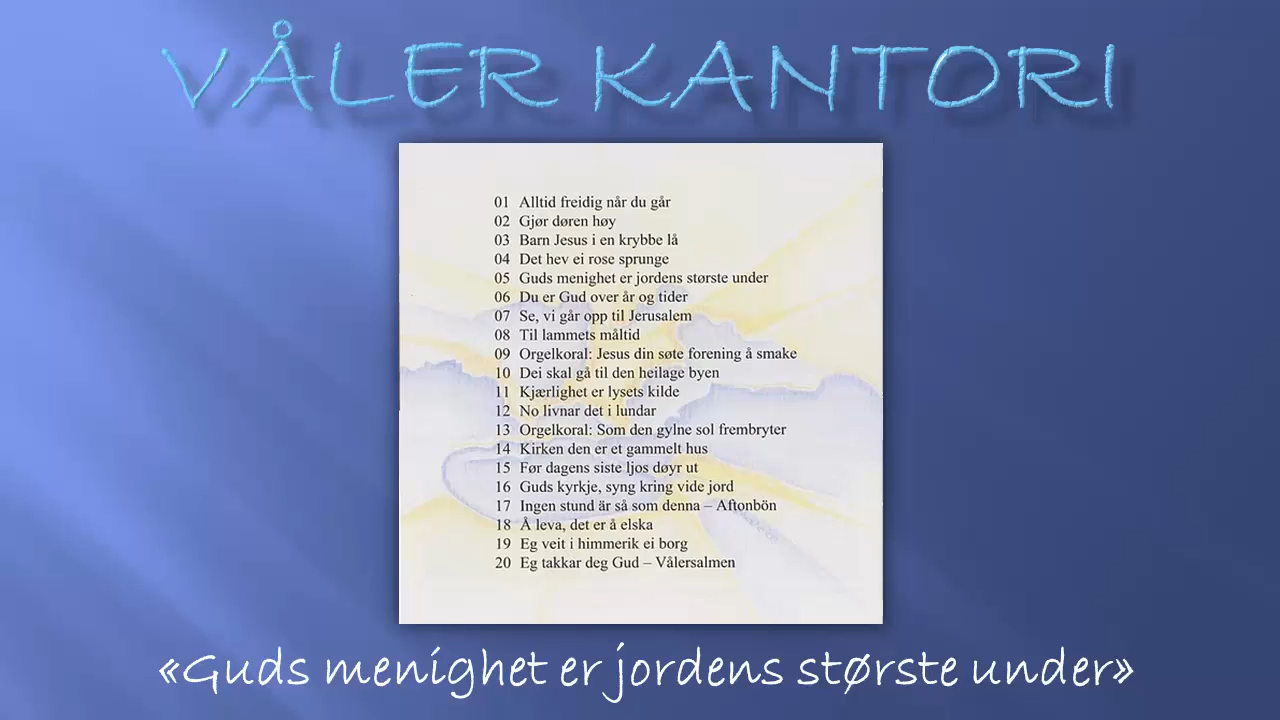 VÅLER KANTORI
01 Alltid freidig når du går
02 Gjør døren høy
03 Barn Jesus i en krybbe lå
04 Det hev ei rose sprunge
05 Guds menighet er jordens største under
06 Du er Gud over år og tider
07 Se, vi går opp til Jerusalem
08 Til lammets måltid
09 Orgelkoral: Jesus din søte forening å smake
10 Dei skal gå til den heilage byen
11 Kjærlighet er lysets kilde
12 No livnar det i lundar
13 Orgelkoral: Som den gylne sol frembryter
14 Kirken den er et gammelt hus
15 Før dagens siste ljos døyr ut
16 Guds kyrkje, syng kring vide jord
17 Ingen stund är så som denna – Aftonbön
18 Å leva, det er å elska
19 Eg veit i himmerik ei borg
20 Eg takkar deg Gud – Vålersalmen
«Guds menighet er jordens største under»